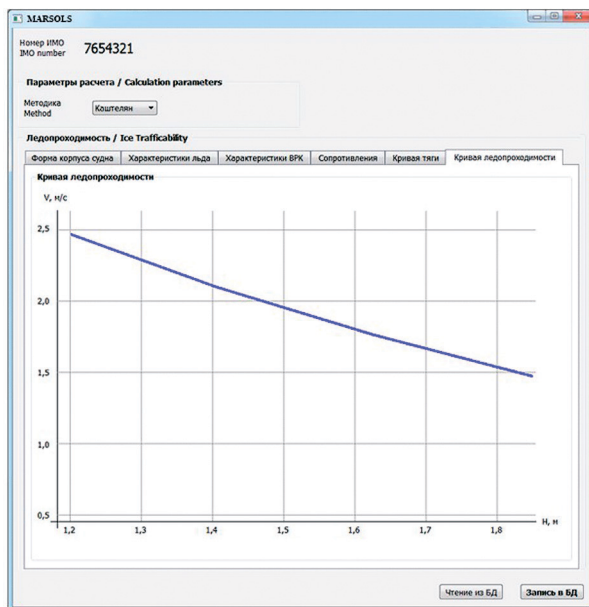 MARSOLS
Номер ИМО
IMO number
7654321
Параметры расчета / Calculation parameters
Методика
Method
Каштелян
Ледопроходимость / Ice Trafficability
Форма корпуса судна Характеристики льда Характеристики ВРК Сопротивления Кривая тяги Кривая ледопроходимости
Кривая ледопроходимости
V, м/с
2,5
2,0
1,5
1,0
0,5
1,2 1,3 1,4 1,5 1,6 1,7 1,8 H, м
Чтение из БД Запись в БД